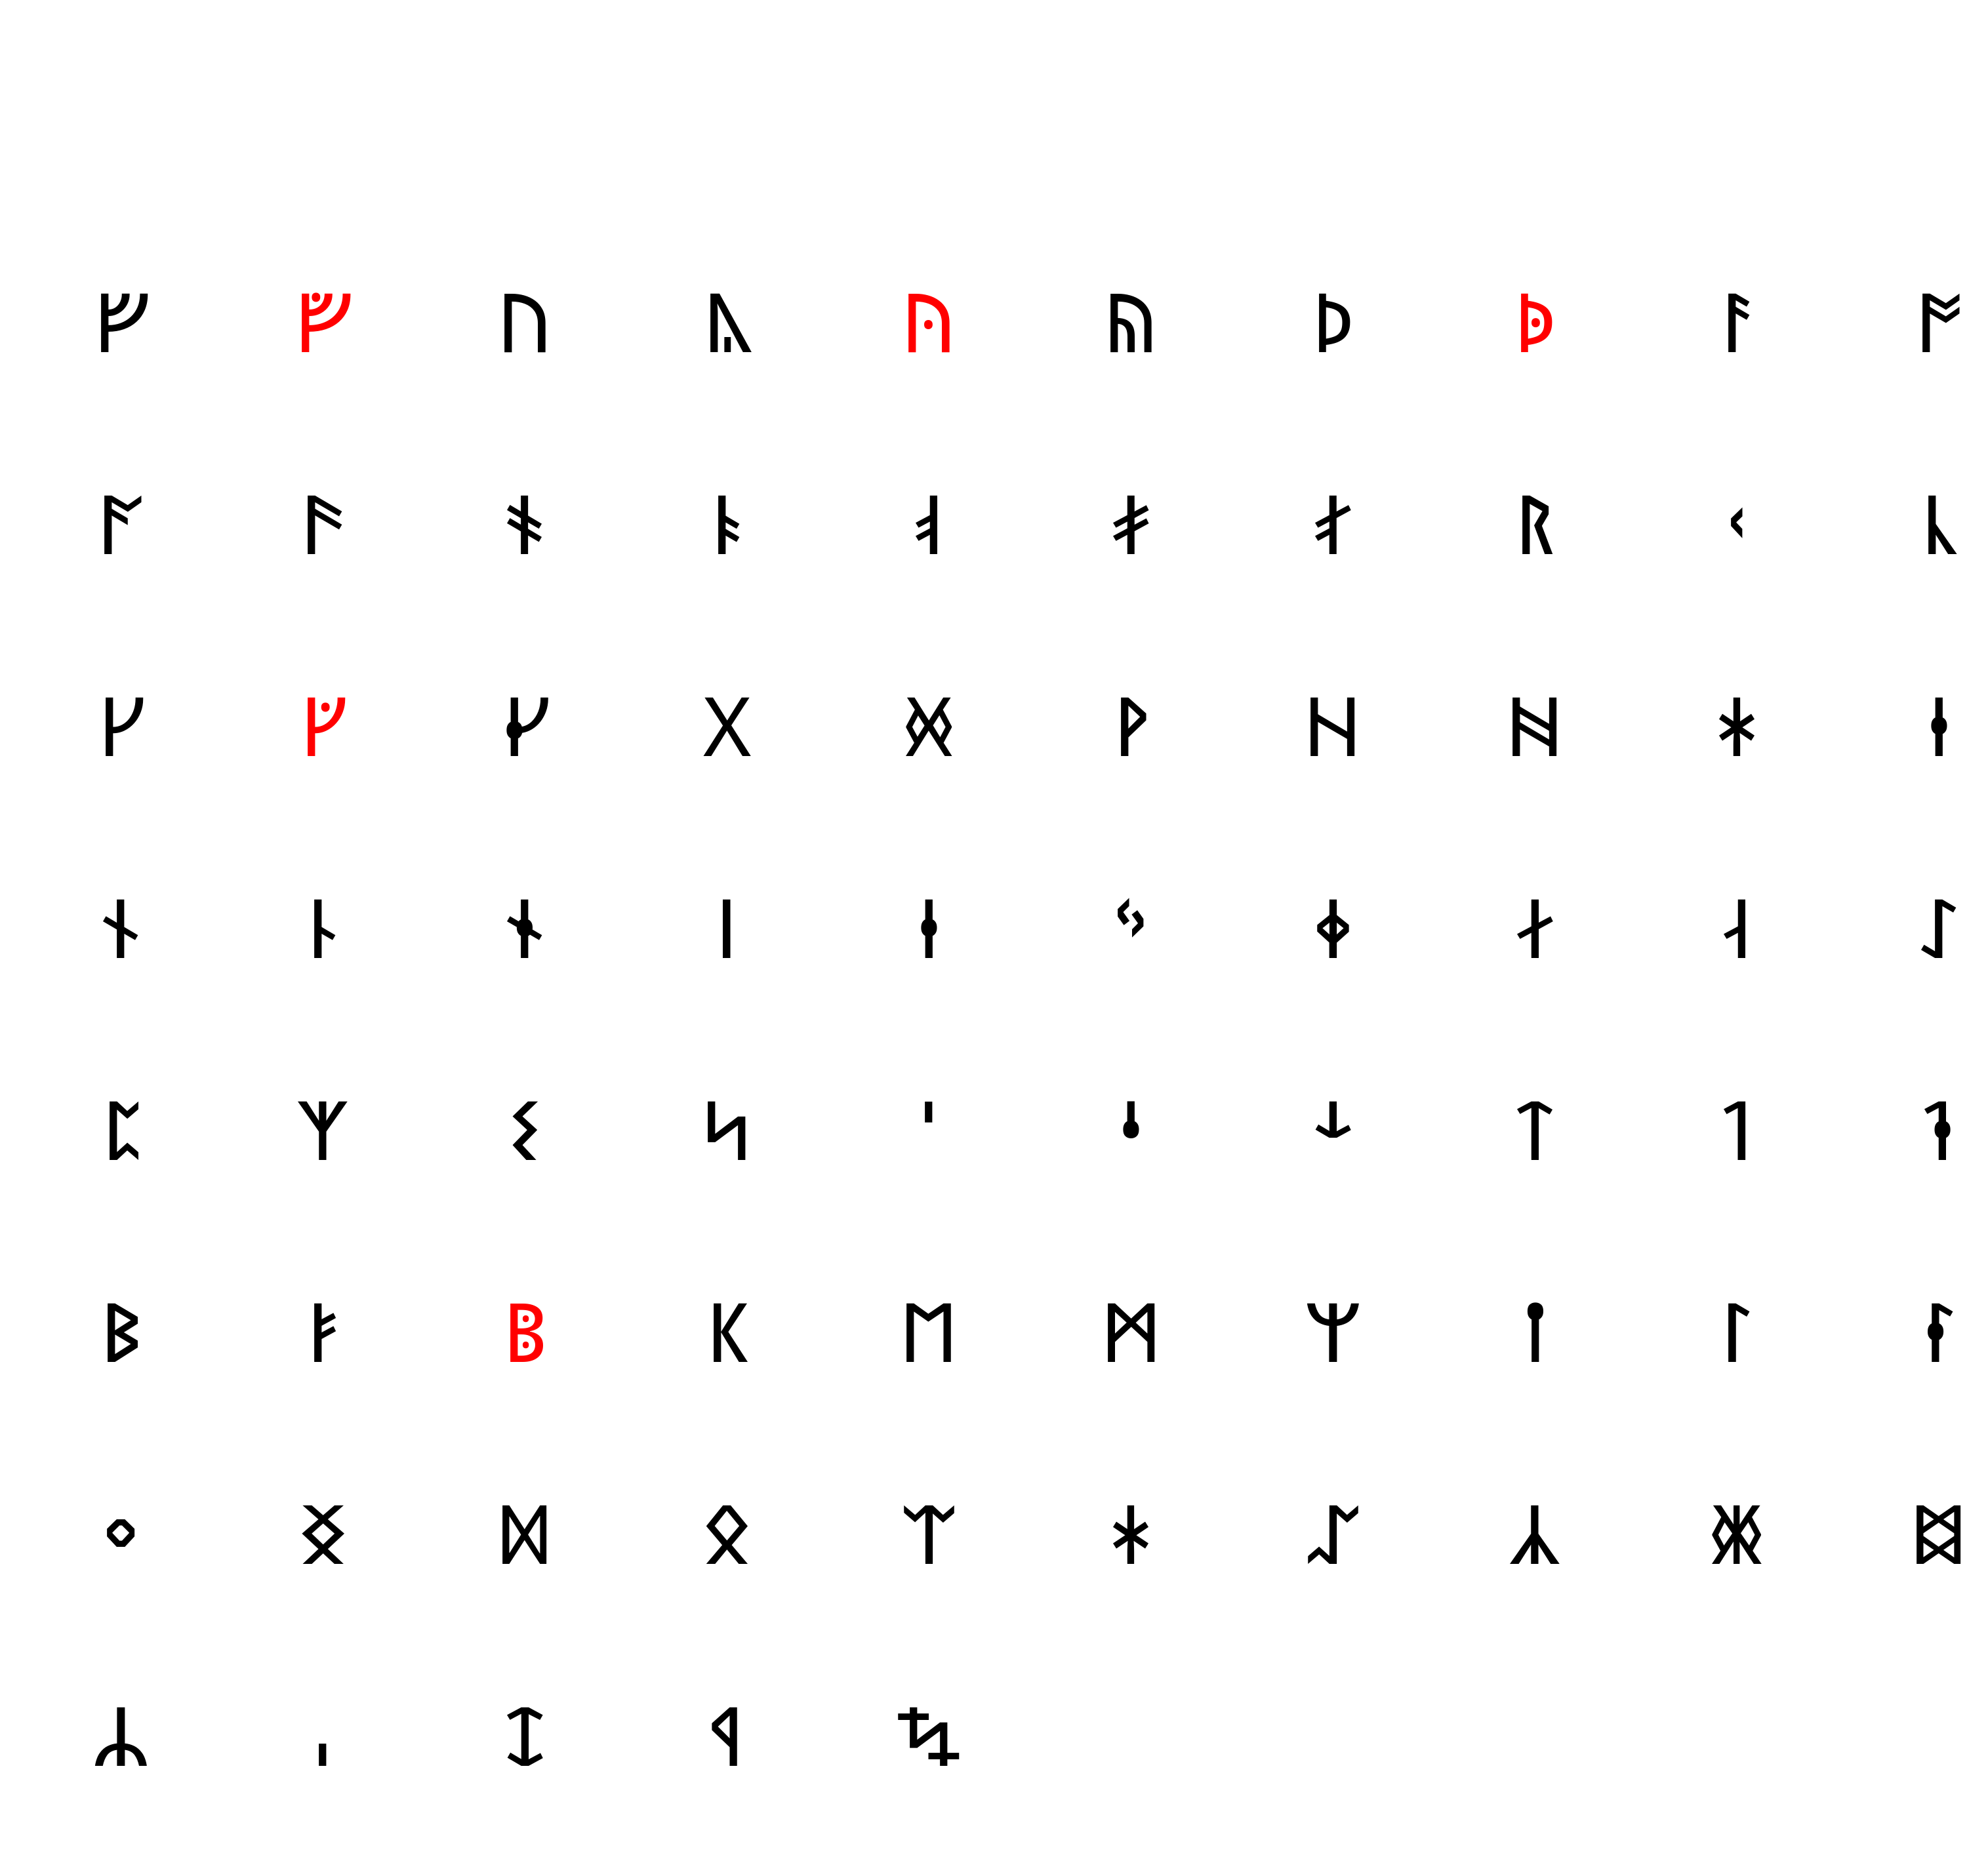 ᚠ ᚡ ᚢ ᚣ ᚤ ᚥ ᚦ ᚧ ᚨ ᚩ
ᚪ ᚫ ᚬ ᚭ ᚮ ᚯ ᚰ ᚱ ᚲ ᚳ
ᚴ ᚵ ᚶ ᚷ ᚸ ᚹ ᚺ ᚻ ᚼ ᚽ
ᚾ ᚿ ᛀ ᛁ ᛂ ᛃ ᛄ ᛅ ᛆ ᛇ
ᛈ ᛉ ᛊ ᛋ ᛌ ᛍ ᛎ ᛏ ᛐ ᛑ
ᛒ ᛓ ᛔ ᛕ ᛖ ᛗ ᛘ ᛙ ᛚ ᛛ
ᛜ ᛝ ᛞ ᛟ ᛠ ᛡ ᛢ ᛣ ᛤ ᛥ
ᛦ ᛧ ᛨ ᛩ ᛪ